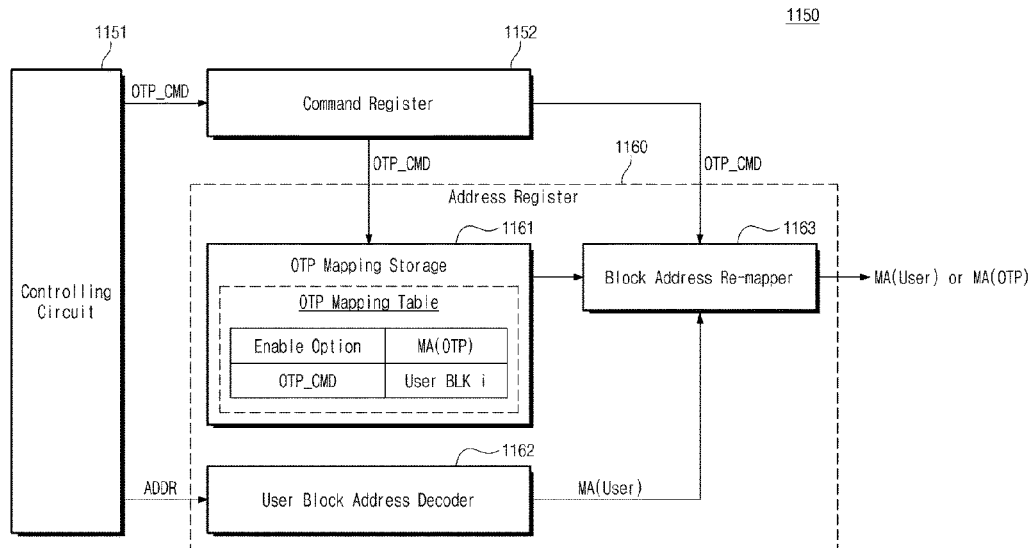 1150
1151
1152
OTP_CMD
Command Register
OTP_CMD
OTP_CMD
1160
Address Register
1161
1163
OTP Mapping Storage
OTP Mapping Table
Enable Option
MA(OTP)
OTP_CMD
User BLK i
Block Address Re-mapper
MA(User) or MA(OTP)
Controlling
Circuit
1162
ADDR
User Block Address Decoder
MA(User)